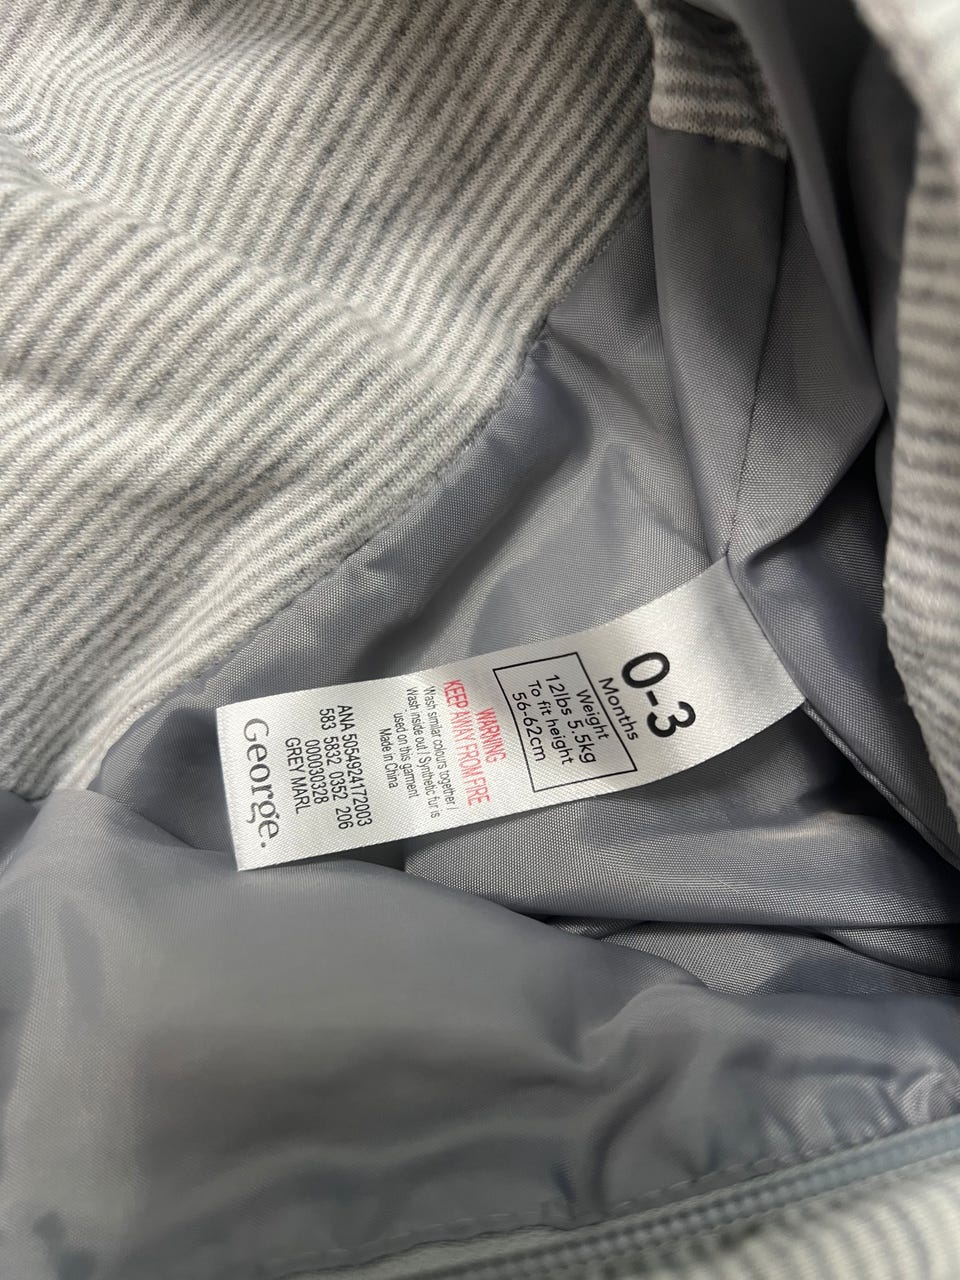 0-3
Months
Weight
12lbs 5.5kg
To fit height
56-62cm
WARNING
KEEP AWAY FROM FIRE
Wash similar colours together /
Wash inside out / Synthetic fur is
used on this garment
Made in China
ANA 5054924172003
583 5832 0352 206
000030328
GREY MARL
George.